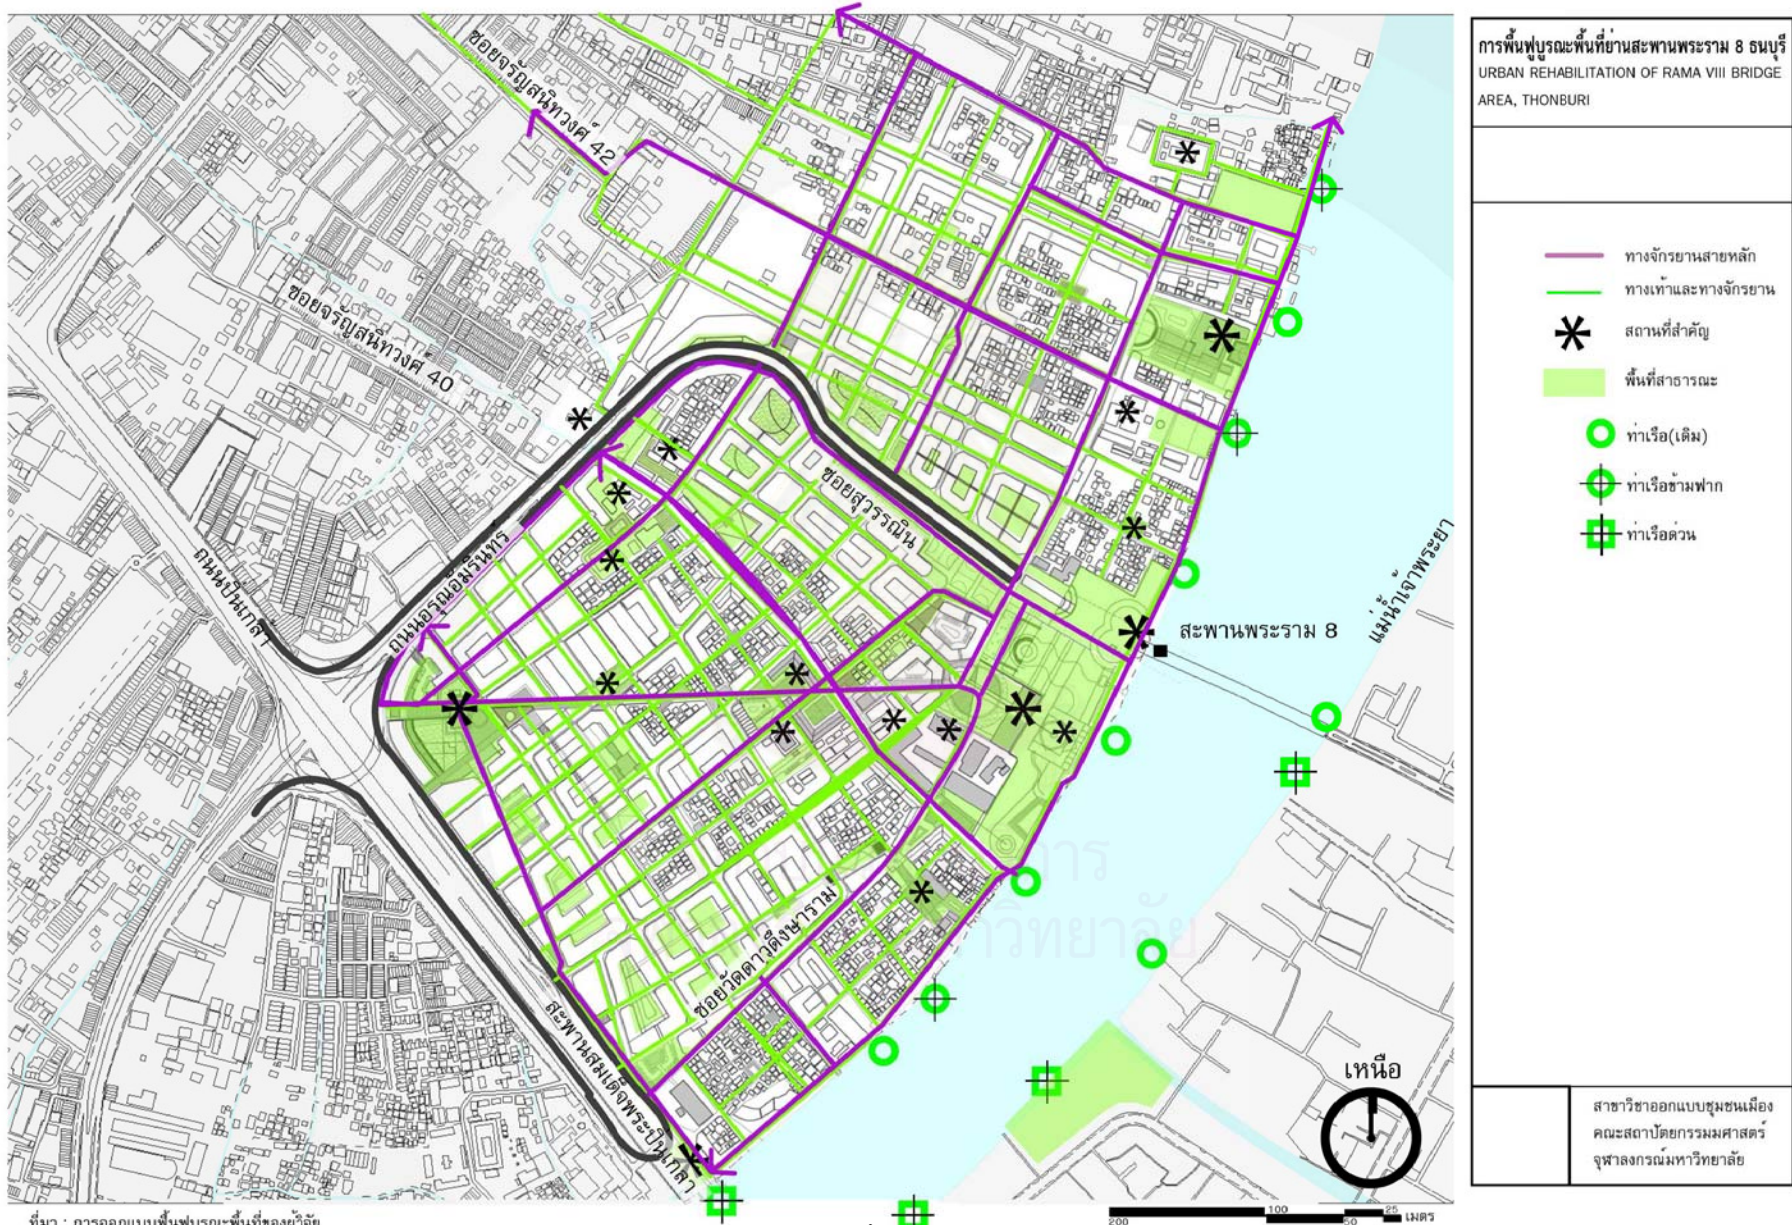 การพื้นฟูบูรณะพื้นที่ย่านสะพานพระราม 8 ธนบุรี
URBAN REHABILITATION OF RAMA VIII BRIDGE
AREA, THONBURI
ทางจักรยานสายหลัก
ทางเท้าและทางจักรยาน
สถานที่สำคัญ
พื้นที่สาธารณะ
ท่าเรือ(เดิม)
ท่าเรือข้ามฟาก
ท่าเรือด่วน
ซอยจรัญสนิทวงศ์ 42
ซอยจรัญสนิทวงศ์ 40
ถนนปิ่นเกล้า
ถนนอรุณอมรินทร์
ซอยสุวรรณิน
สะพานพระราม 8
แม่น้ำเจ้าพระยา
ซอยวัดดาวดึงษาราม
สะพานสมเด็จพระปิ่นเกล้า
เหนือ
200 100 50 25 เมตร
สาขาวิชาออกแบบชุมชนเมือง
คณะสถาปัตยกรรมมศาสตร์
จุฬาลงกรณ์มหาวิทยาลัย